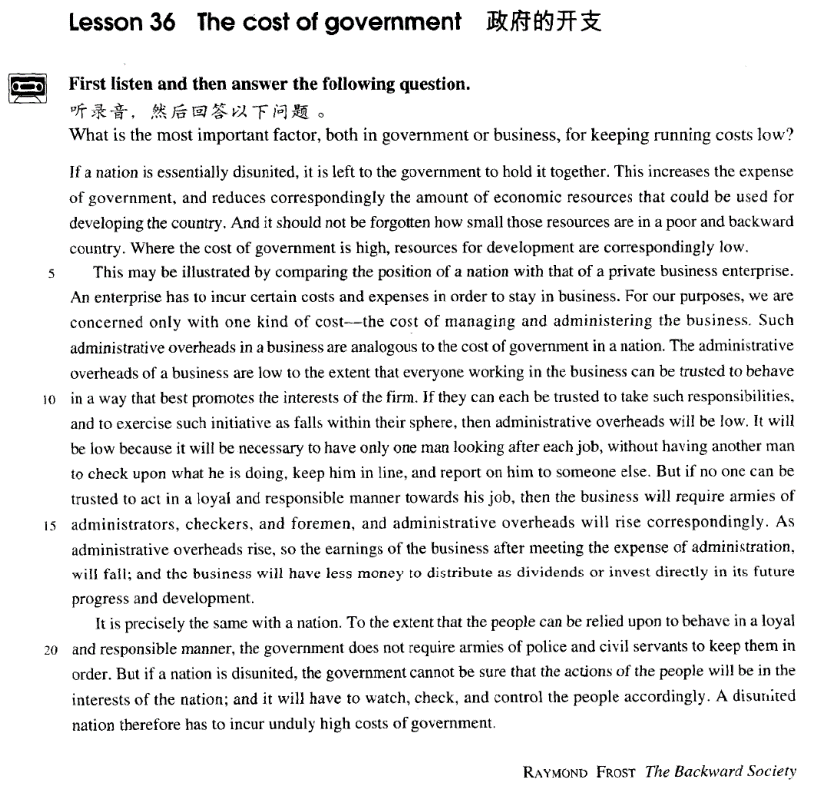 Lesson 36 The cost of government 政府的开支
First listen and then answer the following question.
听录音，然后回答以下问题。
What is the most important factor, both in government or business, for keeping running costs low?
If a nation is essentially disunited, it is left to the government to hold it together. This increases the expense
of government, and reduces correspondingly the amount of economic resources that could be used for
developing the country. And it should not be forgotten how small those resources are in a poor and backward
country. Where the cost of government is high, resources for development are correspondingly low.
5 This may be illustrated by comparing the position of a nation with that of a private business enterprise.
An enterprise has to incur certain costs and expenses in order to stay in business. For our purposes, we are
concerned only with one kind of cost—the cost of managing and administering the business. Such
administrative overheads in a business are analogous to the cost of government in a nation. The administrative
overheads of a business are low to the extent that everyone working in the business can be trusted to behave
10 in a way that best promotes the interests of the firm. If they can each be trusted to take such responsibilities,
and to exercise such initiative as falls within their sphere, then administrative overheads will be low. It will
be low because it will be necessary to have only one man looking after each job, without having another man
to check upon what he is doing, keep him in line, and report on him to someone else. But if no one can be
trusted to act in a loyal and responsible manner towards his job, then the business will require armies of
15 administrators, checkers, and foremen, and administrative overheads will rise correspondingly. As
administrative overheads rise, so the earnings of the business after meeting the expense of administration,
will fall; and the business will have less money to distribute as dividends or invest directly in its future
progress and development.
It is precisely the same with a nation. To the extent that the people can be relied upon to behave in a loyal
20 and responsible manner, the government does not require armies of police and civil servants to keep them in
order. But if a nation is disunited, the government cannot be sure that the actions of the people will be in the
interests of the nation; and it will have to watch, check, and control the people accordingly. A disunited
nation therefore has to incur unduly high costs of government.
RAYMOND FROST The Backward Society